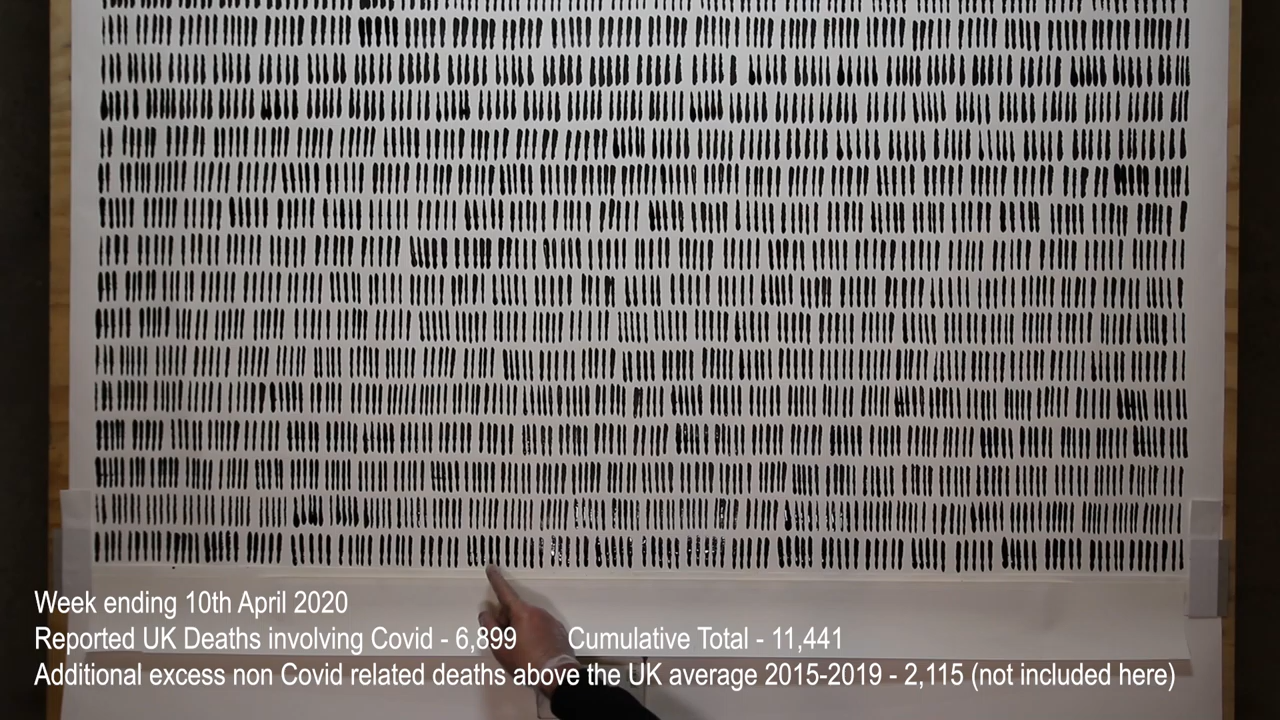 Week ending 10th April 2020
Reported UK Deaths involving Covid - 6,899 Cumulative Total - 11,441
Additional excess non Covid related deaths above the UK average 2015-2019 - 2,115 (not included here)